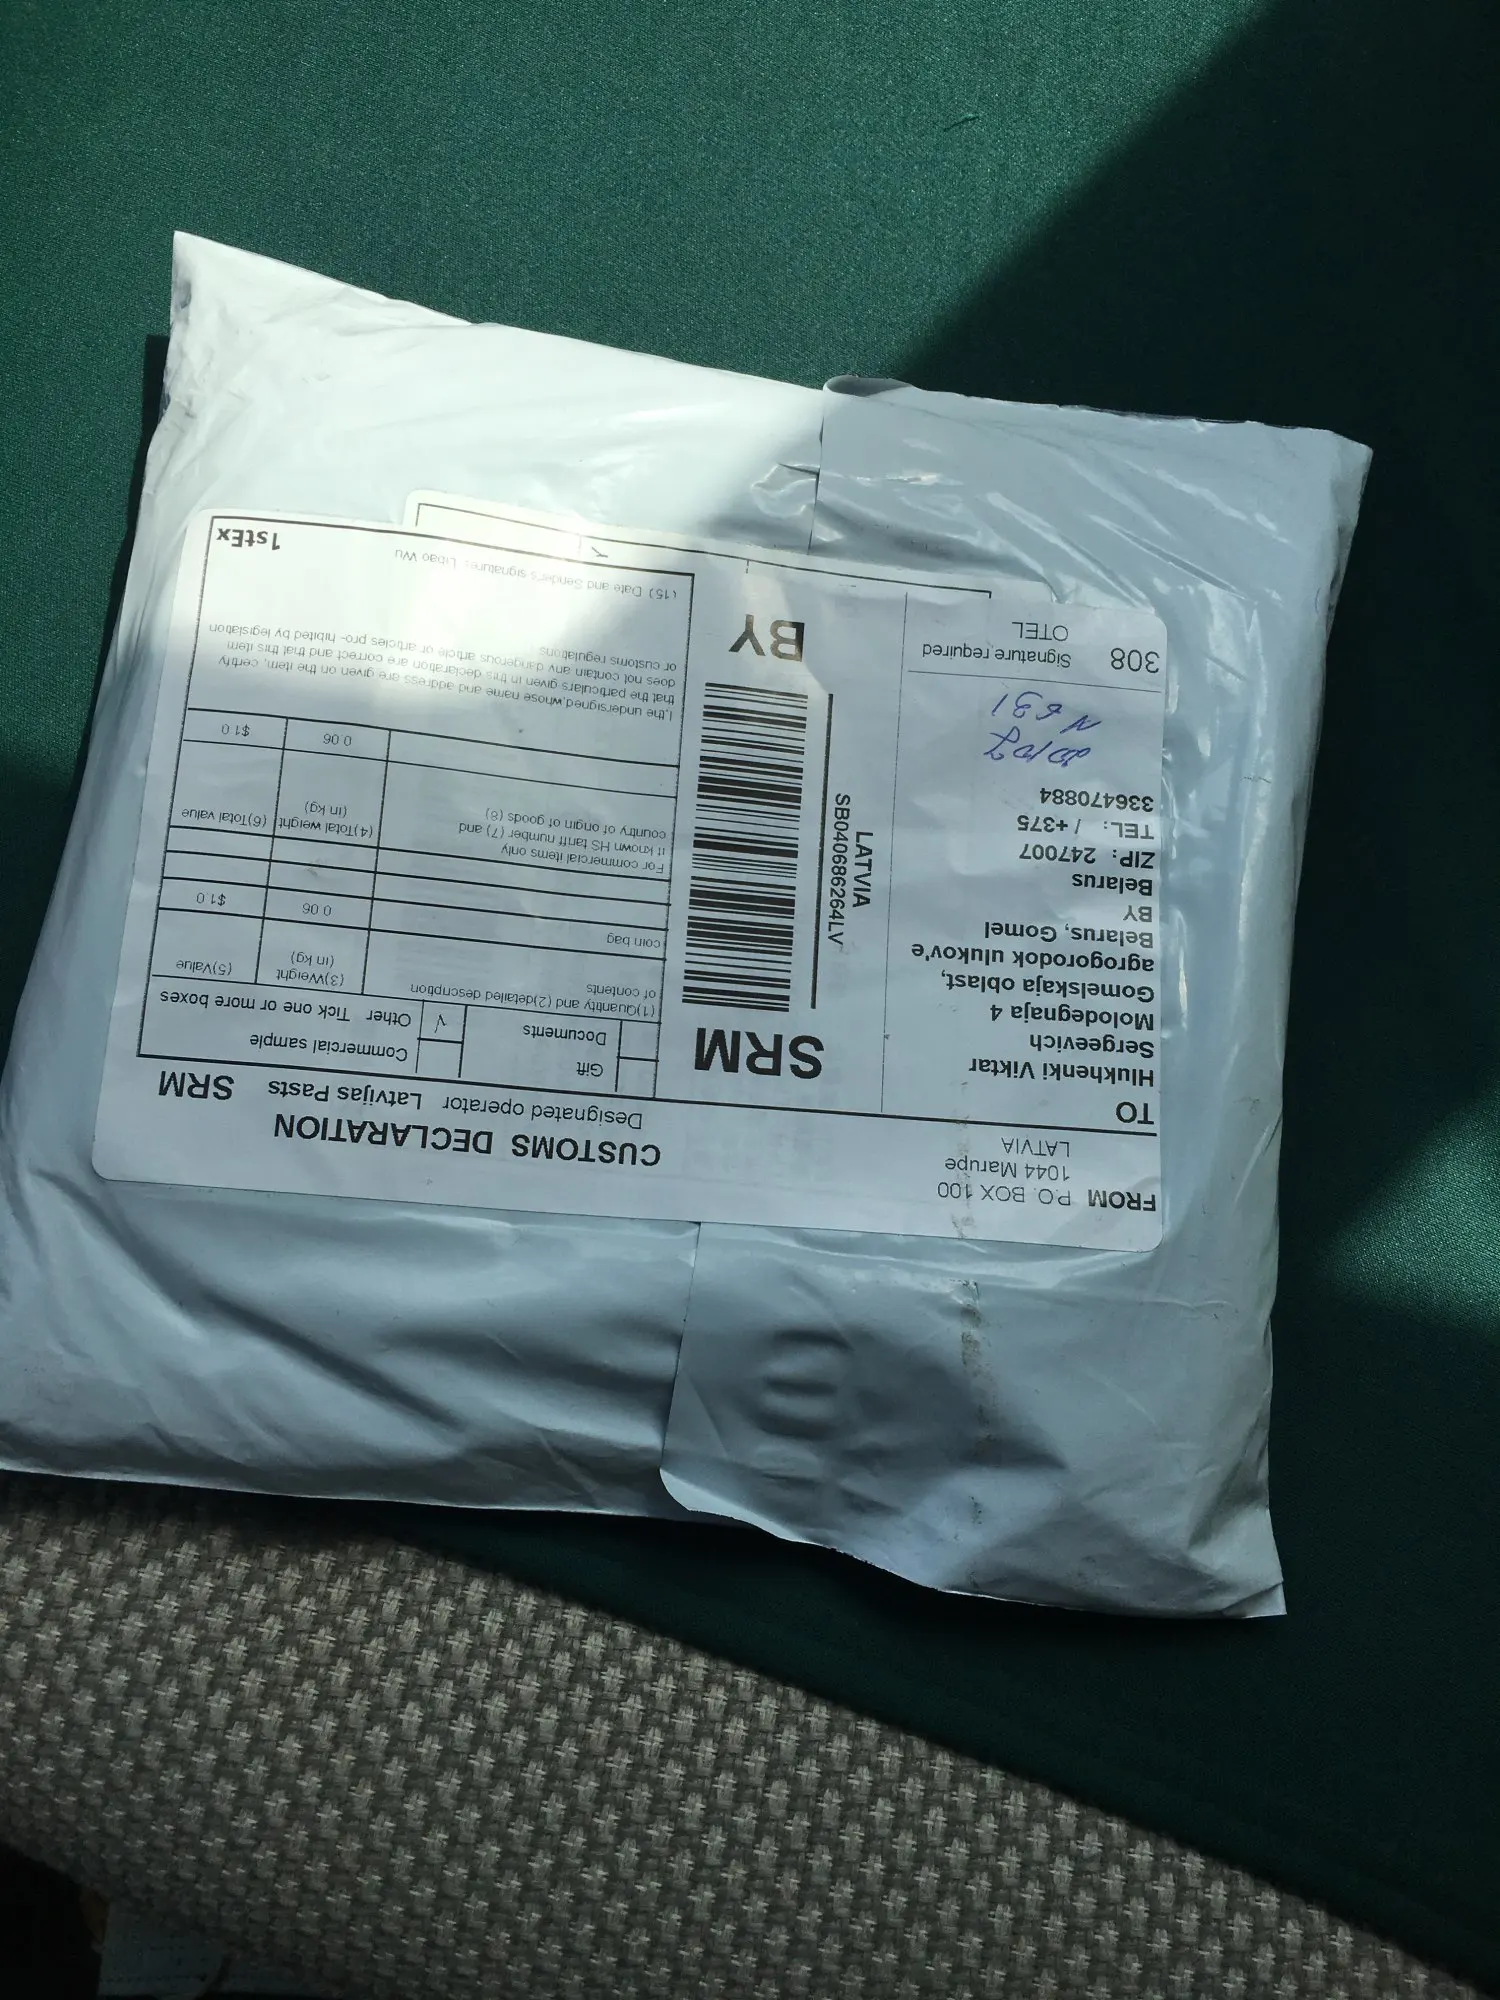 FROM P.O. BOX 100
1044 Marupe
LATVIA
TO
Hlukhenki Viktar
Sergeevich
Molodegnaja 4
Gomelskaja oblast,
agrogorodok ulukov'e
Belarus, Gomel
BY
Belarus
ZIP: 247007
TEL: / +375
336470884
N 631
308 Signature required
OTEL
SRM
LATVIA
SB040686264LV
BY
CUSTOMS DECLARATION
Designated operator Latvijas Pasts SRM
Gift
Commercial sample
Documents
√ Other Tick one or more boxes
(1)Quantity and (2)detailed description
of contents
(3)Weight
(in kg)
(5)Value
coin bag
0.06
$1.0
For commercial items only
If known HS tariff number (7) and
country of origin of goods (8)
(4)Total weight
(in kg)
(6)Total value
0.06
$1.0
I,the undersigned,whose name and address are given on the item, certify
that the particulars given in this declaration are correct and that this item
does not contain any dangerous article or articles pro- hibited by legislation
or customs regulations
(15) Date and Sender's signature: Libao Wu
1stEx